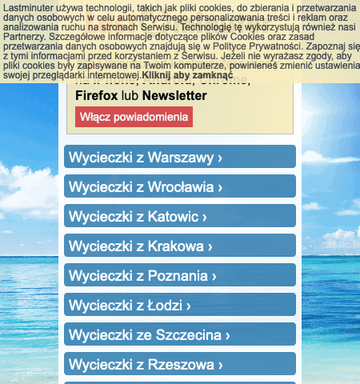 Lastminuter używa technologii, takich jak pliki cookies, do zbierania i przetwarzania
danych osobowych w celu automatycznego personalizowania treści i reklam oraz
analizowania ruchu na stronach Serwisu. Technologię tę wykorzystują również nasi
Partnerzy. Szczegółowe informacje dotyczące plików Cookies oraz zasad
przetwarzania danych osobowych znajdują się w Polityce Prywatności. Zapoznaj się
z tymi informacjami przed korzystaniem z Serwisu. Jeżeli nie wyrażasz zgody, aby
pliki cookies były zapisywane na Twoim komputerze, powinieneś zmienić ustawienia
swojej przeglądarki internetowej.Kliknij aby zamknąć
Firefox lub Newsletter
Włącz powiadomienia
Wycieczki z Warszawy ›
Wycieczki z Wrocławia ›
Wycieczki z Katowic ›
Wycieczki z Krakowa ›
Wycieczki z Poznania ›
Wycieczki z Łodzi ›
Wycieczki ze Szczecina ›
Wycieczki z Rzeszowa ›